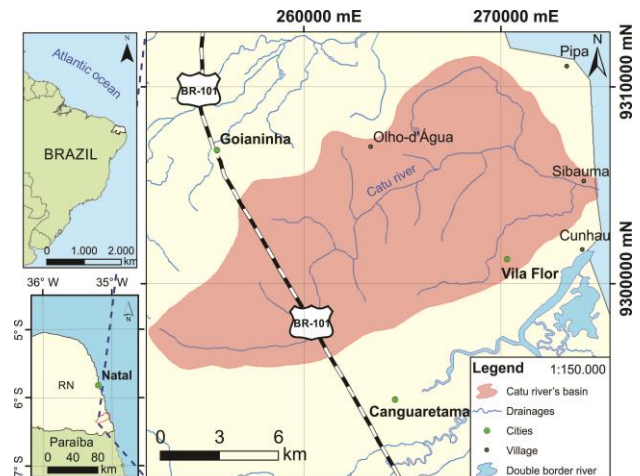 260000 mE
270000 mE
Atlantic ocean
BRAZIL
0
1.000
2.000
km
36° W
35° W
5° S
6° S
7° S
RN
Natal
Paraíba
0
40
80
km
N
Pipa
9310000 mN
BR-101
Goianinha
Olho-d'Água
Catu river
Sibauma
Cunhau
Vila Flor
9300000 mN
BR-101
Canguaretama
0
3
6
km
Legend
1:150.000
Catu river's basin
Drainages
Cities
Village
Double border river